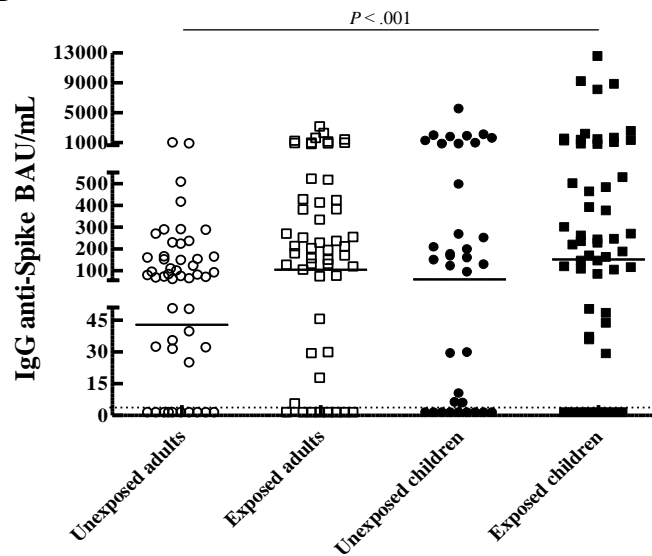 P < .001
IgG anti-Spike BAU/mL
13000
9000
5000
1000
500
400
300
200
100
45
30
15
0
Unexposed adults
Exposed adults
Unexposed children
Exposed children